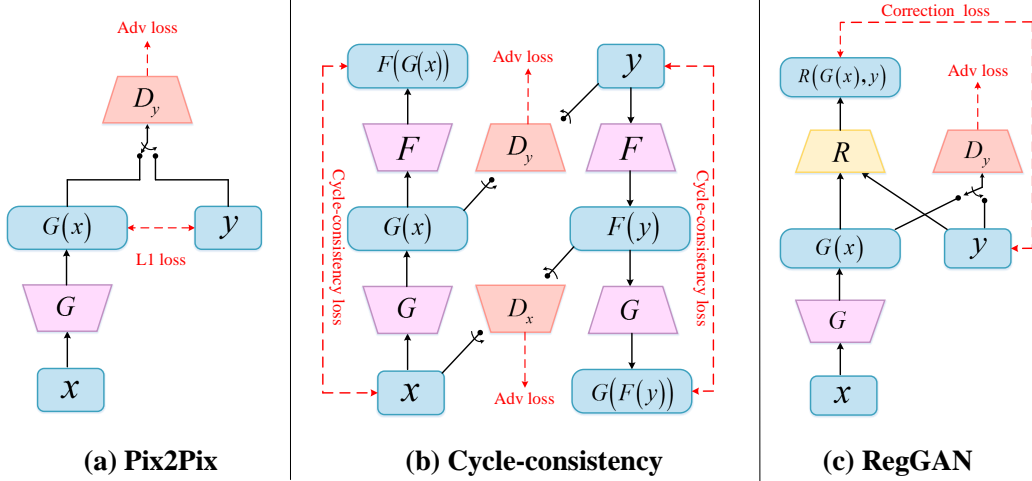 Adv loss
D_y
G(x)
y
L1 loss
G
x
(a) Pix2Pix
F(G(x))
Adv loss
y
F
D_y
F
Cycle-consistency loss
Cycle-consistency loss
G(x)
F(y)
G
D_x
G
x
Adv loss
G(F(y))
(b) Cycle-consistency
Correction loss
R(G(x),y)
Adv loss
R
D_y
G(x)
y
G
x
(c) RegGAN